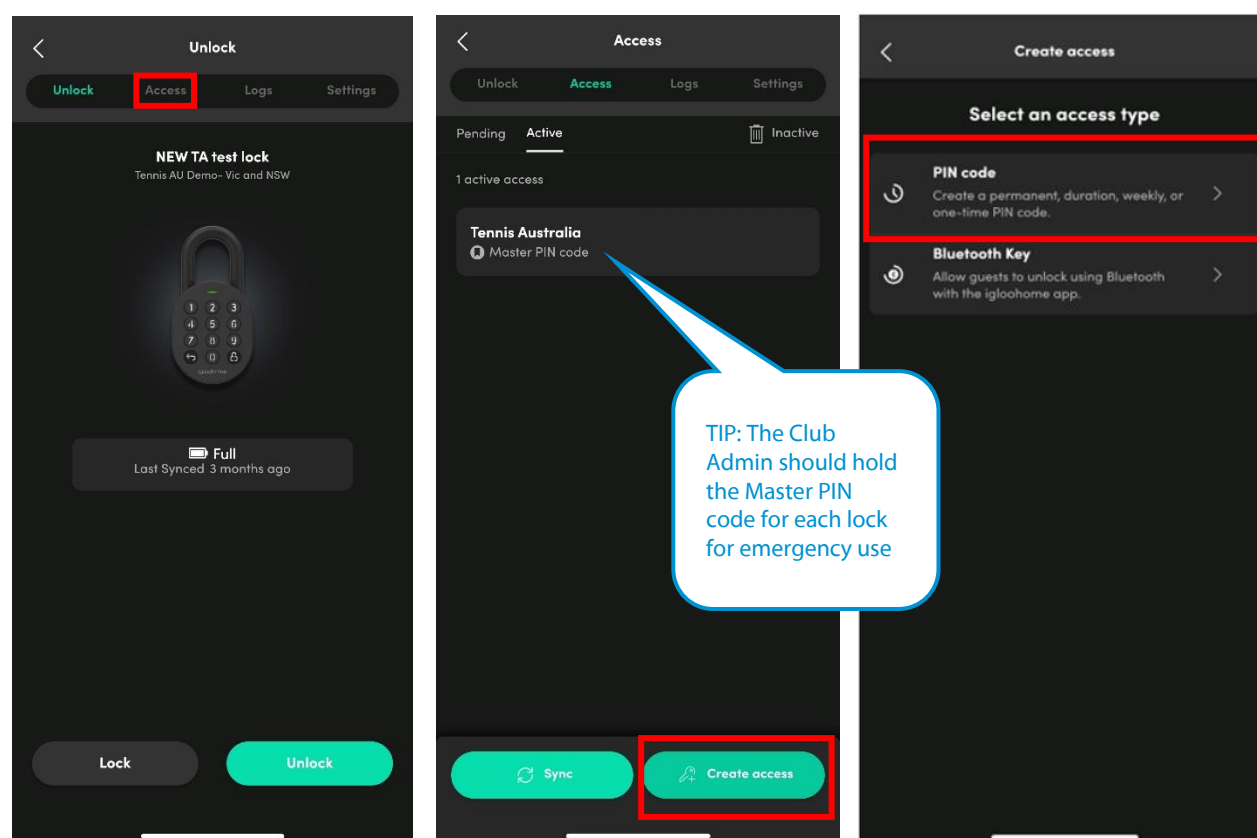 Unlock
Unlock Access Logs Settings
NEW TA test lock
Tennis AU Demo- Vic and NSW
1 2 3
4 5 6
7 8 9
0
Full
Last Synced 3 months ago
Lock Unlock
Access
Unlock Access Logs Settings
Pending Active Inactive
1 active access
Tennis Australia
Master PIN code
TIP: The Club
Admin should hold
the Master PIN
code for each lock
for emergency use
Sync Create access
Create access
Select an access type
PIN code
Create a permanent, duration, weekly, or
one-time PIN code.
Bluetooth Key
Allow guests to unlock using Bluetooth
with the igloohome app.